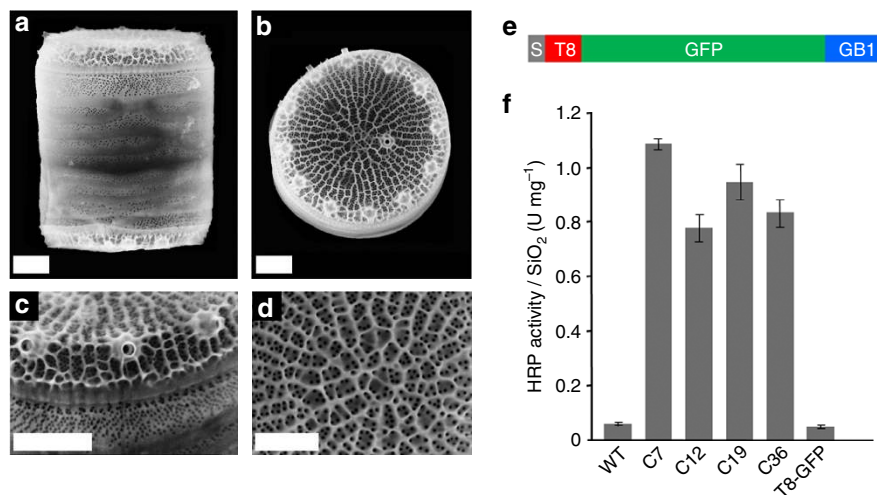 a
b
c
d
e
S T8 GFP GB1
f
HRP activity / SiO₂ (U mg⁻¹)
1.2
1.0
0.8
0.6
0.4
0.2
0
WT C7 C12 C19 C36 T8-GFP